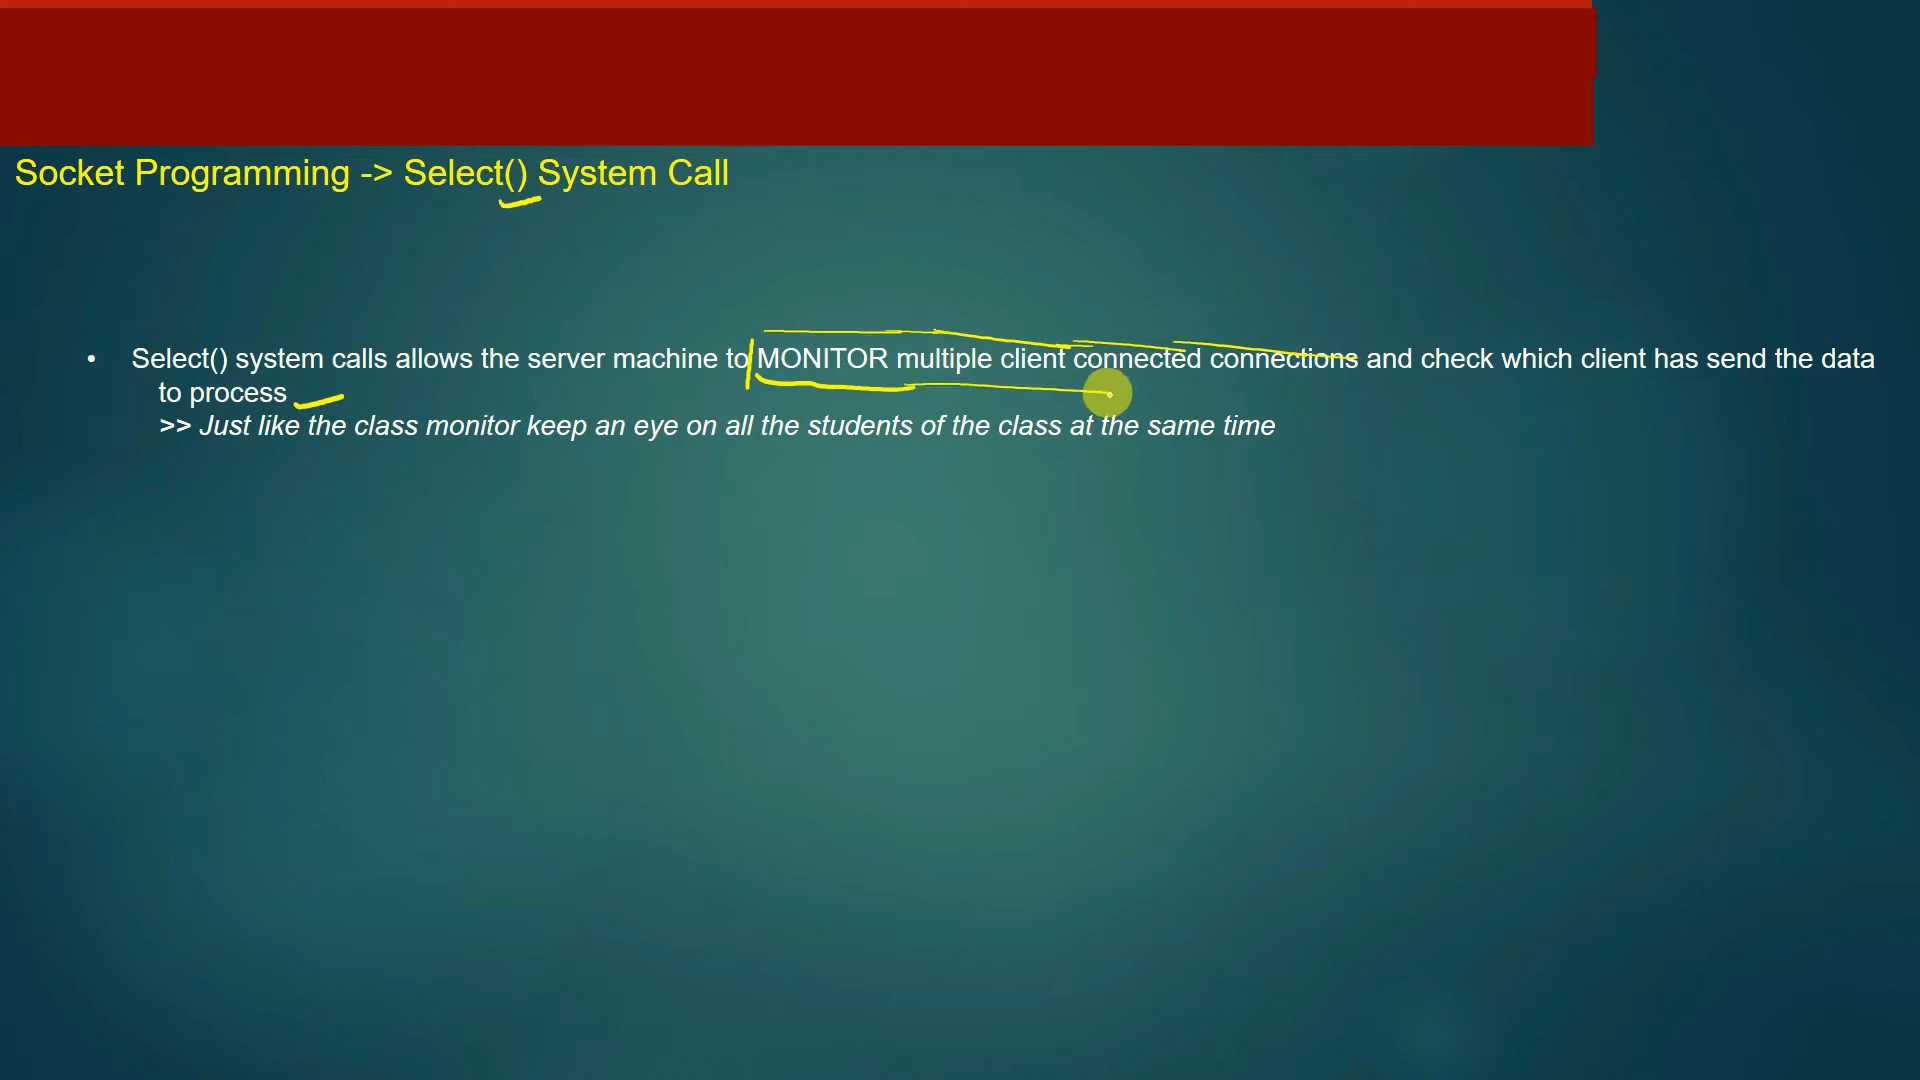 Socket Programming -> Select() System Call
• Select() system calls allows the server machine to MONITOR multiple client connected connections and check which client has send the data
to process
>> Just like the class monitor keep an eye on all the students of the class at the same time